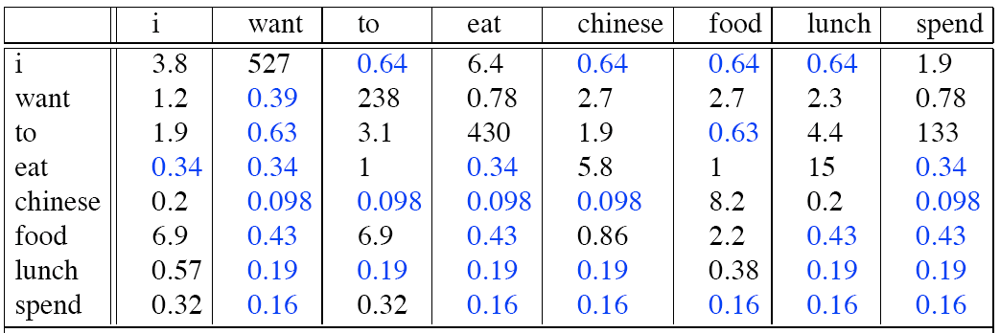 i want to eat chinese food lunch spend
i 3.8 527 0.64 6.4 0.64 0.64 0.64 1.9
want 1.2 0.39 238 0.78 2.7 2.7 2.3 0.78
to 1.9 0.63 3.1 430 1.9 0.63 4.4 133
eat 0.34 0.34 1 0.34 5.8 1 15 0.34
chinese 0.2 0.098 0.098 0.098 0.098 8.2 0.2 0.098
food 6.9 0.43 6.9 0.43 0.86 2.2 0.43 0.43
lunch 0.57 0.19 0.19 0.19 0.19 0.38 0.19 0.19
spend 0.32 0.16 0.32 0.16 0.16 0.16 0.16 0.16